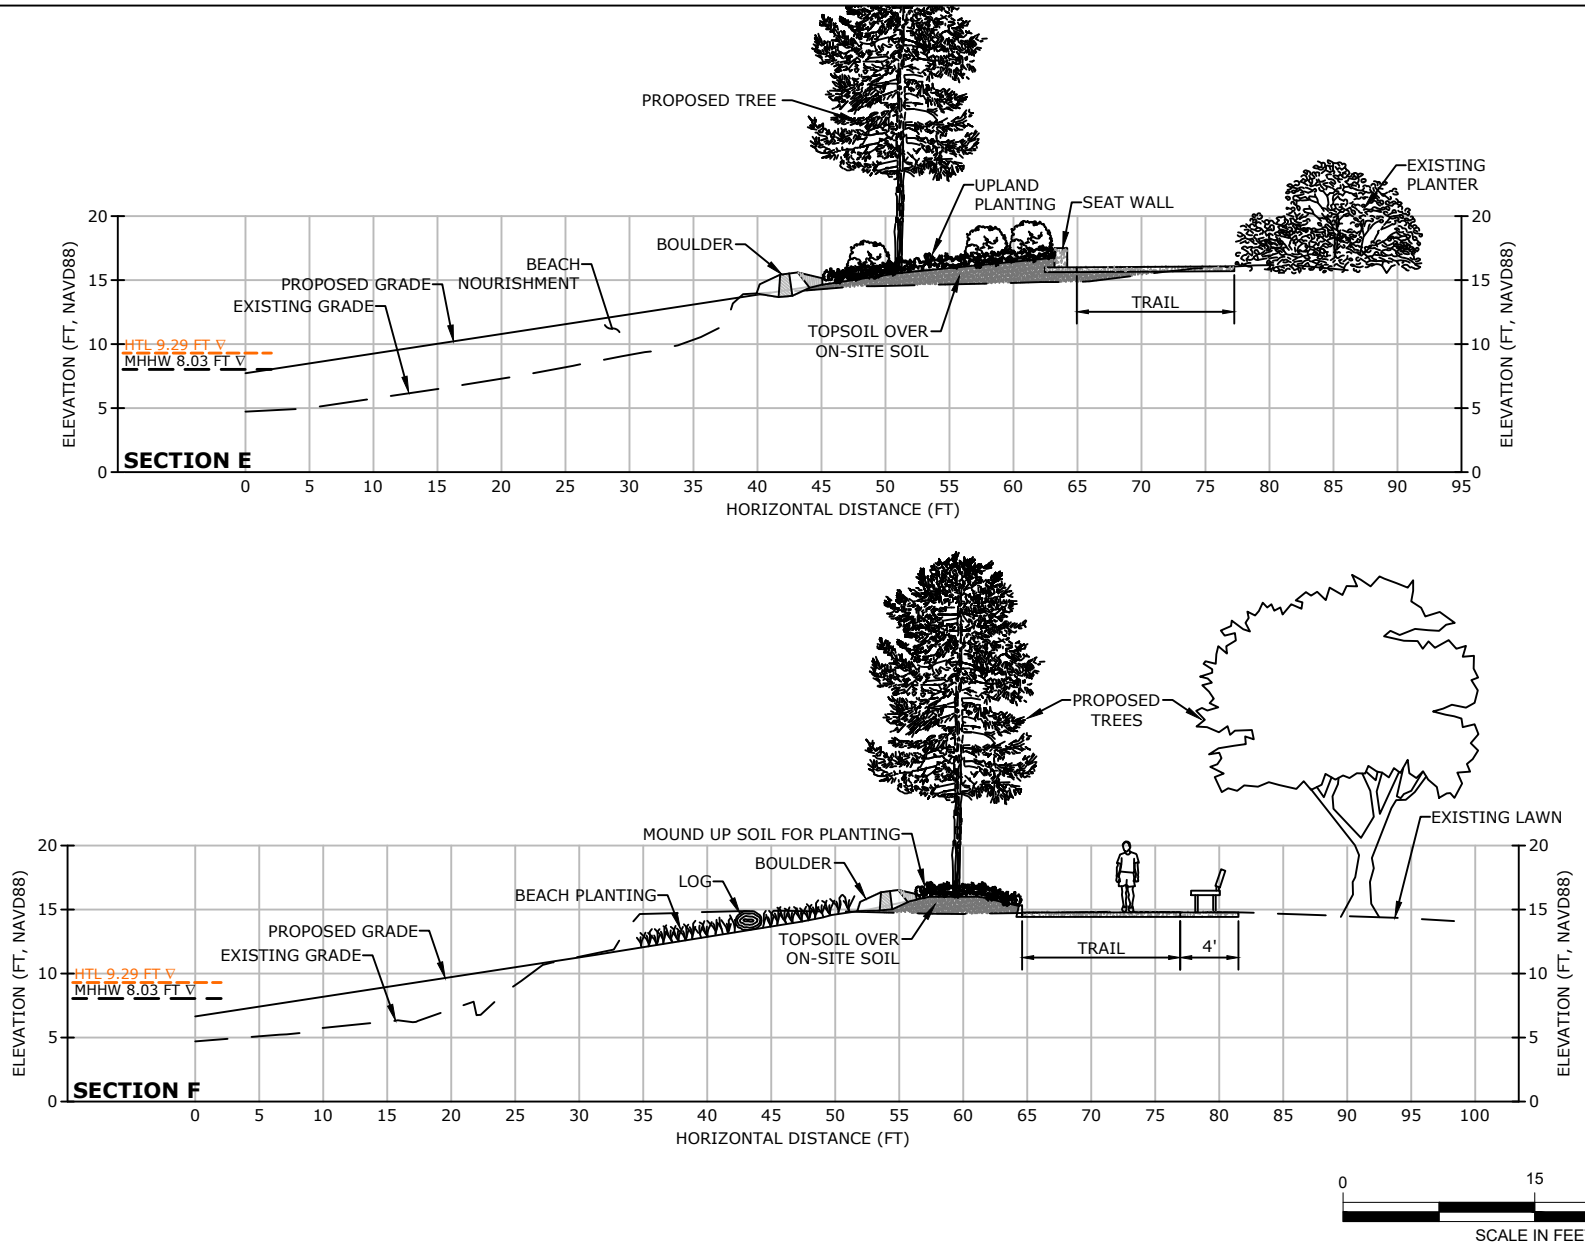 PROPOSED TREE
EXISTING
PLANTER
UPLAND
PLANTING
SEAT WALL
BOULDER
BEACH
NOURISHMENT
PROPOSED GRADE
EXISTING GRADE
TRAIL
TOPSOIL OVER
ON-SITE SOIL
HTL 9.29 FT ∇
MHHW 8.03 FT ∇
ELEVATION (FT, NAVD88)
20
15
10
5
0
20
15
10
5
0
ELEVATION (FT, NAVD88)
SECTION E
0 5 10 15 20 25 30 35 40 45 50 55 60 65 70 75 80 85 90 95
HORIZONTAL DISTANCE (FT)
PROPOSED
TREES
EXISTING LAWN
MOUND UP SOIL FOR PLANTING
BOULDER
LOG
BEACH PLANTING
PROPOSED GRADE
EXISTING GRADE
TOPSOIL OVER
ON-SITE SOIL
TRAIL
4'
HTL 9.29 FT ∇
MHHW 8.03 FT ∇
ELEVATION (FT, NAVD88)
20
15
10
5
0
20
15
10
5
0
ELEVATION (FT, NAVD88)
SECTION F
0 5 10 15 20 25 30 35 40 45 50 55 60 65 70 75 80 85 90 95 100
HORIZONTAL DISTANCE (FT)
0 15
SCALE IN FEE